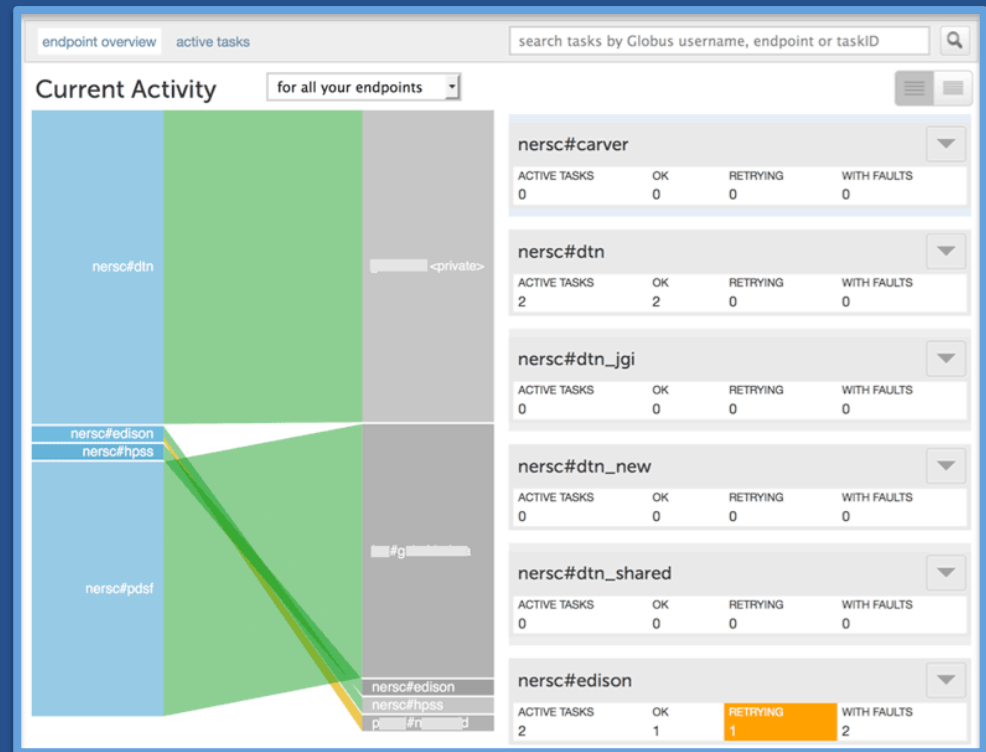 endpoint overview active tasks
search tasks by Globus username, endpoint or taskID
Current Activity for all your endpoints
nersc#dtn
<private>
nersc#edison
nersc#hpss
nersc#pdsf
#g
nersc#edison
nersc#hpss
p #n d
nersc#carver
ACTIVE TASKS OK RETRYING WITH FAULTS
0 0 0 0
nersc#dtn
ACTIVE TASKS OK RETRYING WITH FAULTS
2 2 0 0
nersc#dtn_jgi
ACTIVE TASKS OK RETRYING WITH FAULTS
0 0 0 0
nersc#dtn_new
ACTIVE TASKS OK RETRYING WITH FAULTS
0 0 0 0
nersc#dtn_shared
ACTIVE TASKS OK RETRYING WITH FAULTS
0 0 0 0
nersc#edison
ACTIVE TASKS OK RETRYING WITH FAULTS
2 1 1 2